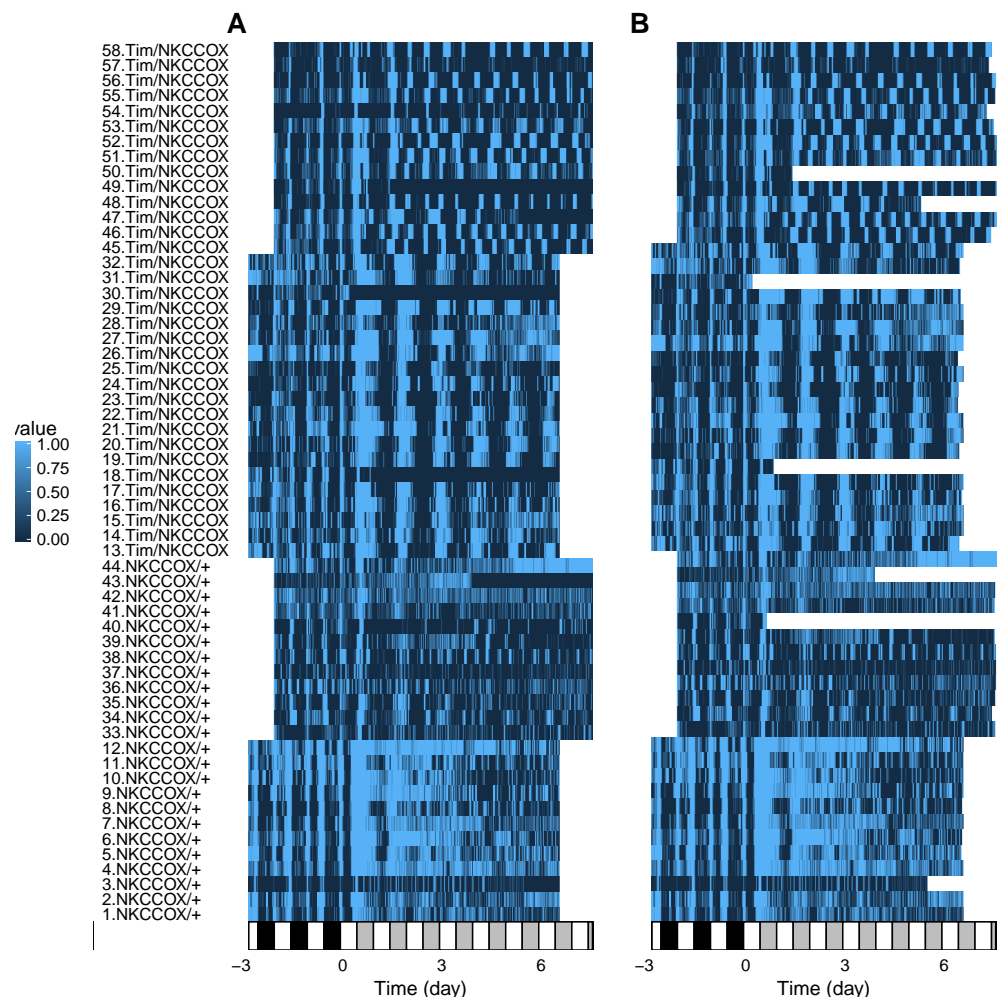 A
B
58.Tim/NKCCOX
57.Tim/NKCCOX
56.Tim/NKCCOX
55.Tim/NKCCOX
54.Tim/NKCCOX
53.Tim/NKCCOX
52.Tim/NKCCOX
51.Tim/NKCCOX
50.Tim/NKCCOX
49.Tim/NKCCOX
48.Tim/NKCCOX
47.Tim/NKCCOX
46.Tim/NKCCOX
45.Tim/NKCCOX
32.Tim/NKCCOX
31.Tim/NKCCOX
30.Tim/NKCCOX
29.Tim/NKCCOX
28.Tim/NKCCOX
27.Tim/NKCCOX
26.Tim/NKCCOX
25.Tim/NKCCOX
24.Tim/NKCCOX
23.Tim/NKCCOX
22.Tim/NKCCOX
21.Tim/NKCCOX
20.Tim/NKCCOX
19.Tim/NKCCOX
18.Tim/NKCCOX
17.Tim/NKCCOX
16.Tim/NKCCOX
15.Tim/NKCCOX
14.Tim/NKCCOX
13.Tim/NKCCOX
44.NKCCOX/+
43.NKCCOX/+
42.NKCCOX/+
41.NKCCOX/+
40.NKCCOX/+
39.NKCCOX/+
38.NKCCOX/+
37.NKCCOX/+
36.NKCCOX/+
35.NKCCOX/+
34.NKCCOX/+
33.NKCCOX/+
12.NKCCOX/+
11.NKCCOX/+
10.NKCCOX/+
9.NKCCOX/+
8.NKCCOX/+
7.NKCCOX/+
6.NKCCOX/+
5.NKCCOX/+
4.NKCCOX/+
3.NKCCOX/+
2.NKCCOX/+
1.NKCCOX/+
value
1.00
0.75
0.50
0.25
0.00
−3 0 3 6
Time (day)
−3 0 3 6
Time (day)